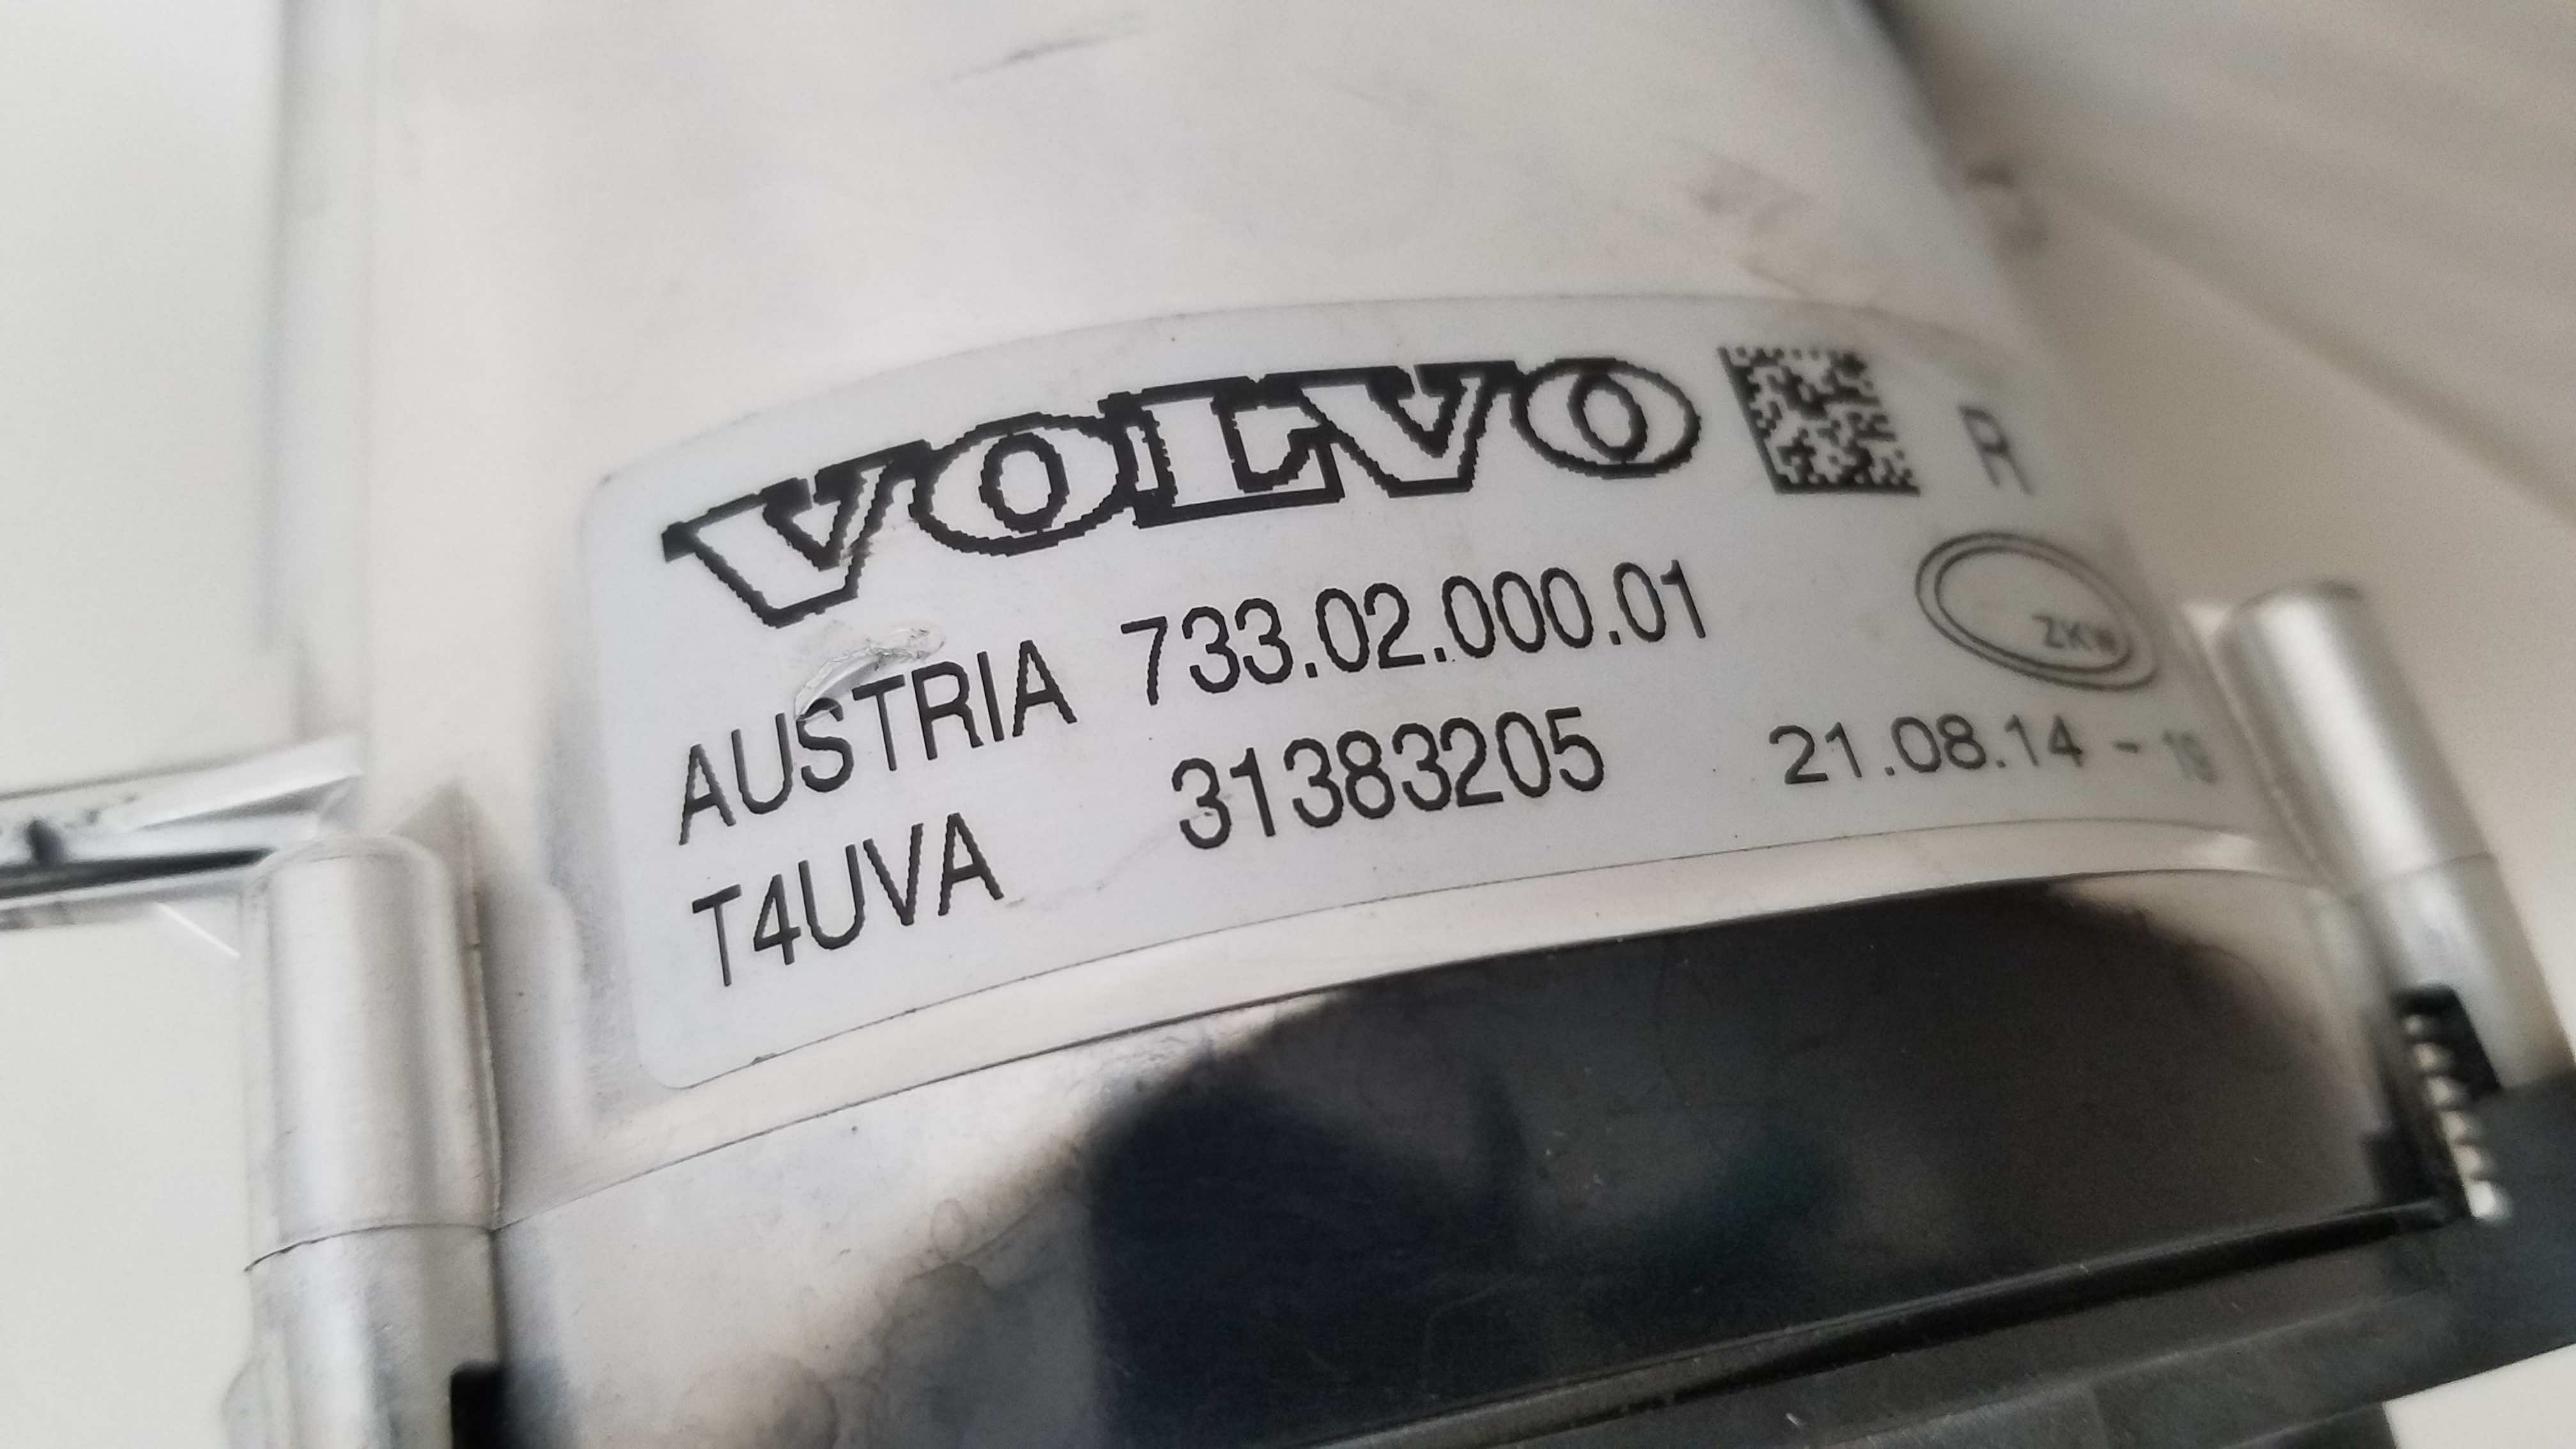 VOLVO R
AUSTRIA 733.02.000.01 ZKW
T4UVA 31383205 21.08.14 -